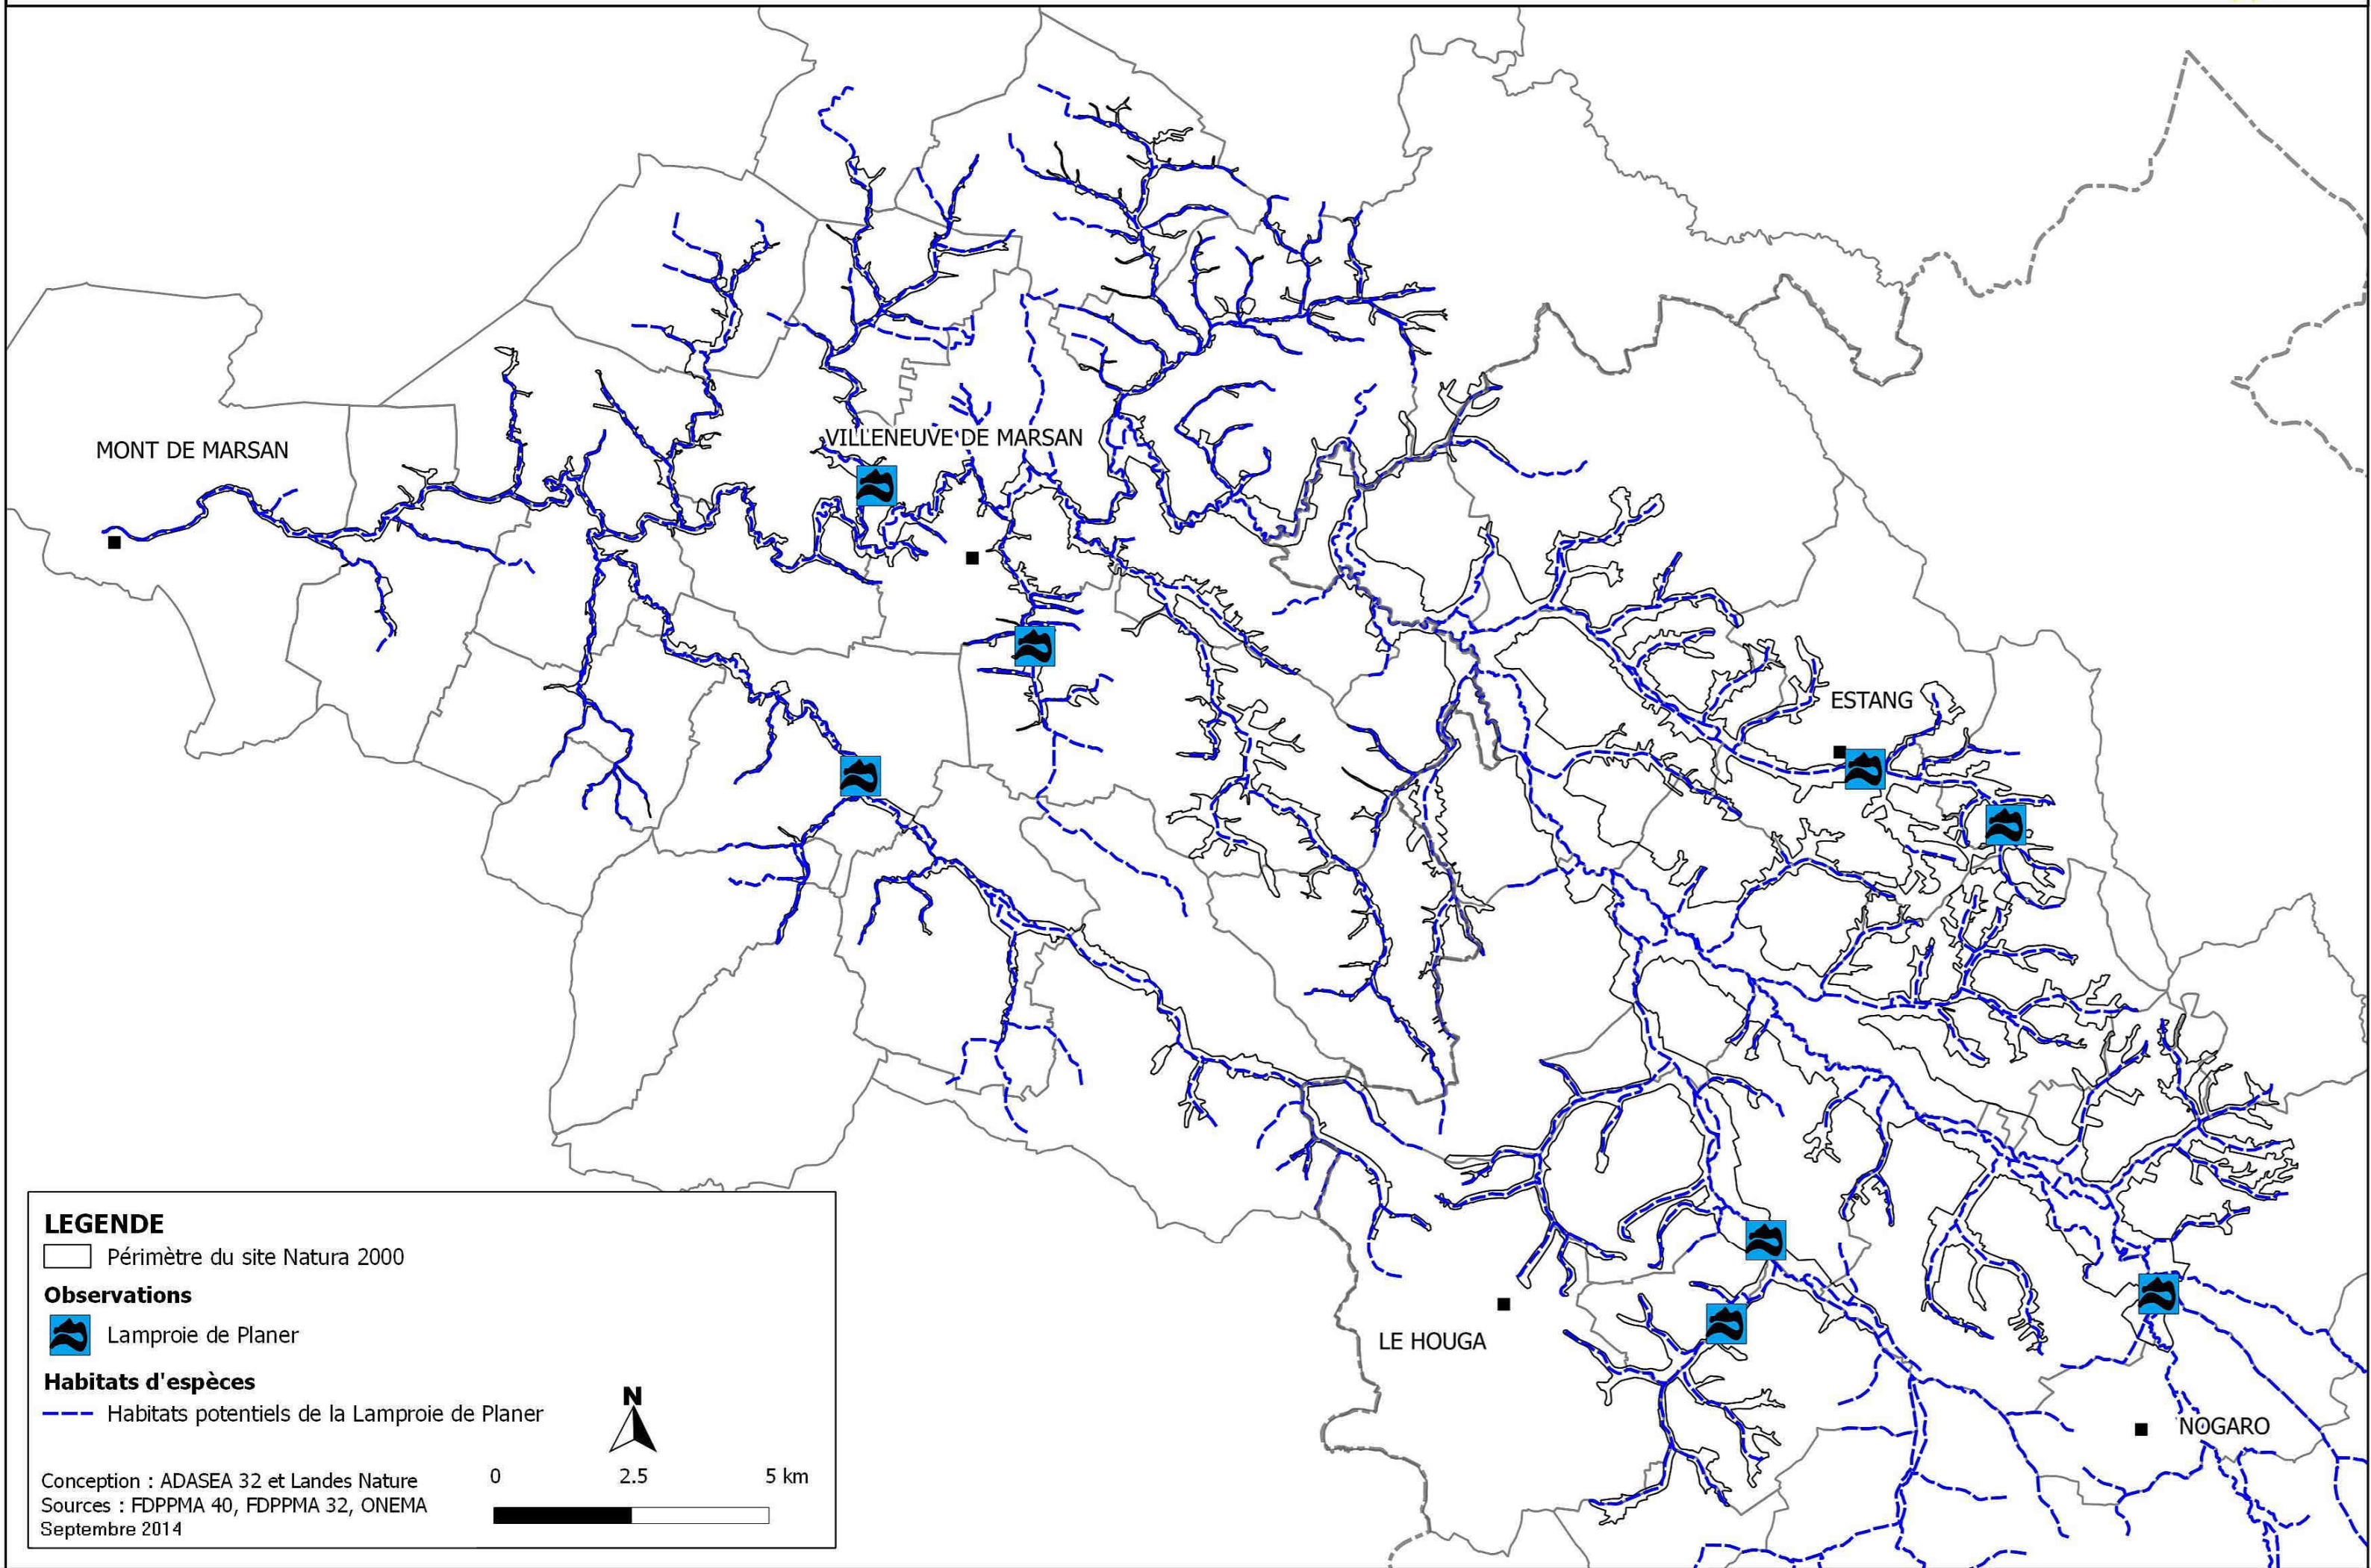 MONT DE MARSAN
VILLENEUVE DE MARSAN
ESTANG
LE HOUGA
NOGARO
LEGENDE
Périmètre du site Natura 2000
Observations
Lamproie de Planer
Habitats d'espèces
Habitats potentiels de la Lamproie de Planer
N
Conception : ADASEA 32 et Landes Nature
Sources : FDPPMA 40, FDPPMA 32, ONEMA
Septembre 2014
0 2.5 5 km